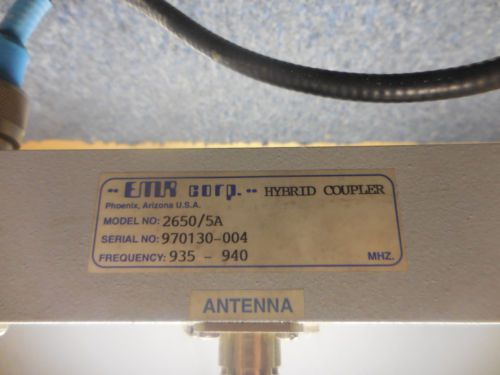 -- EMR corp. -- HYBRID COUPLER
Phoenix, Arizona U.S.A.
MODEL NO: 2650/5A
SERIAL NO: 970130-004
FREQUENCY: 935 - 940 MHZ.
ANTENNA